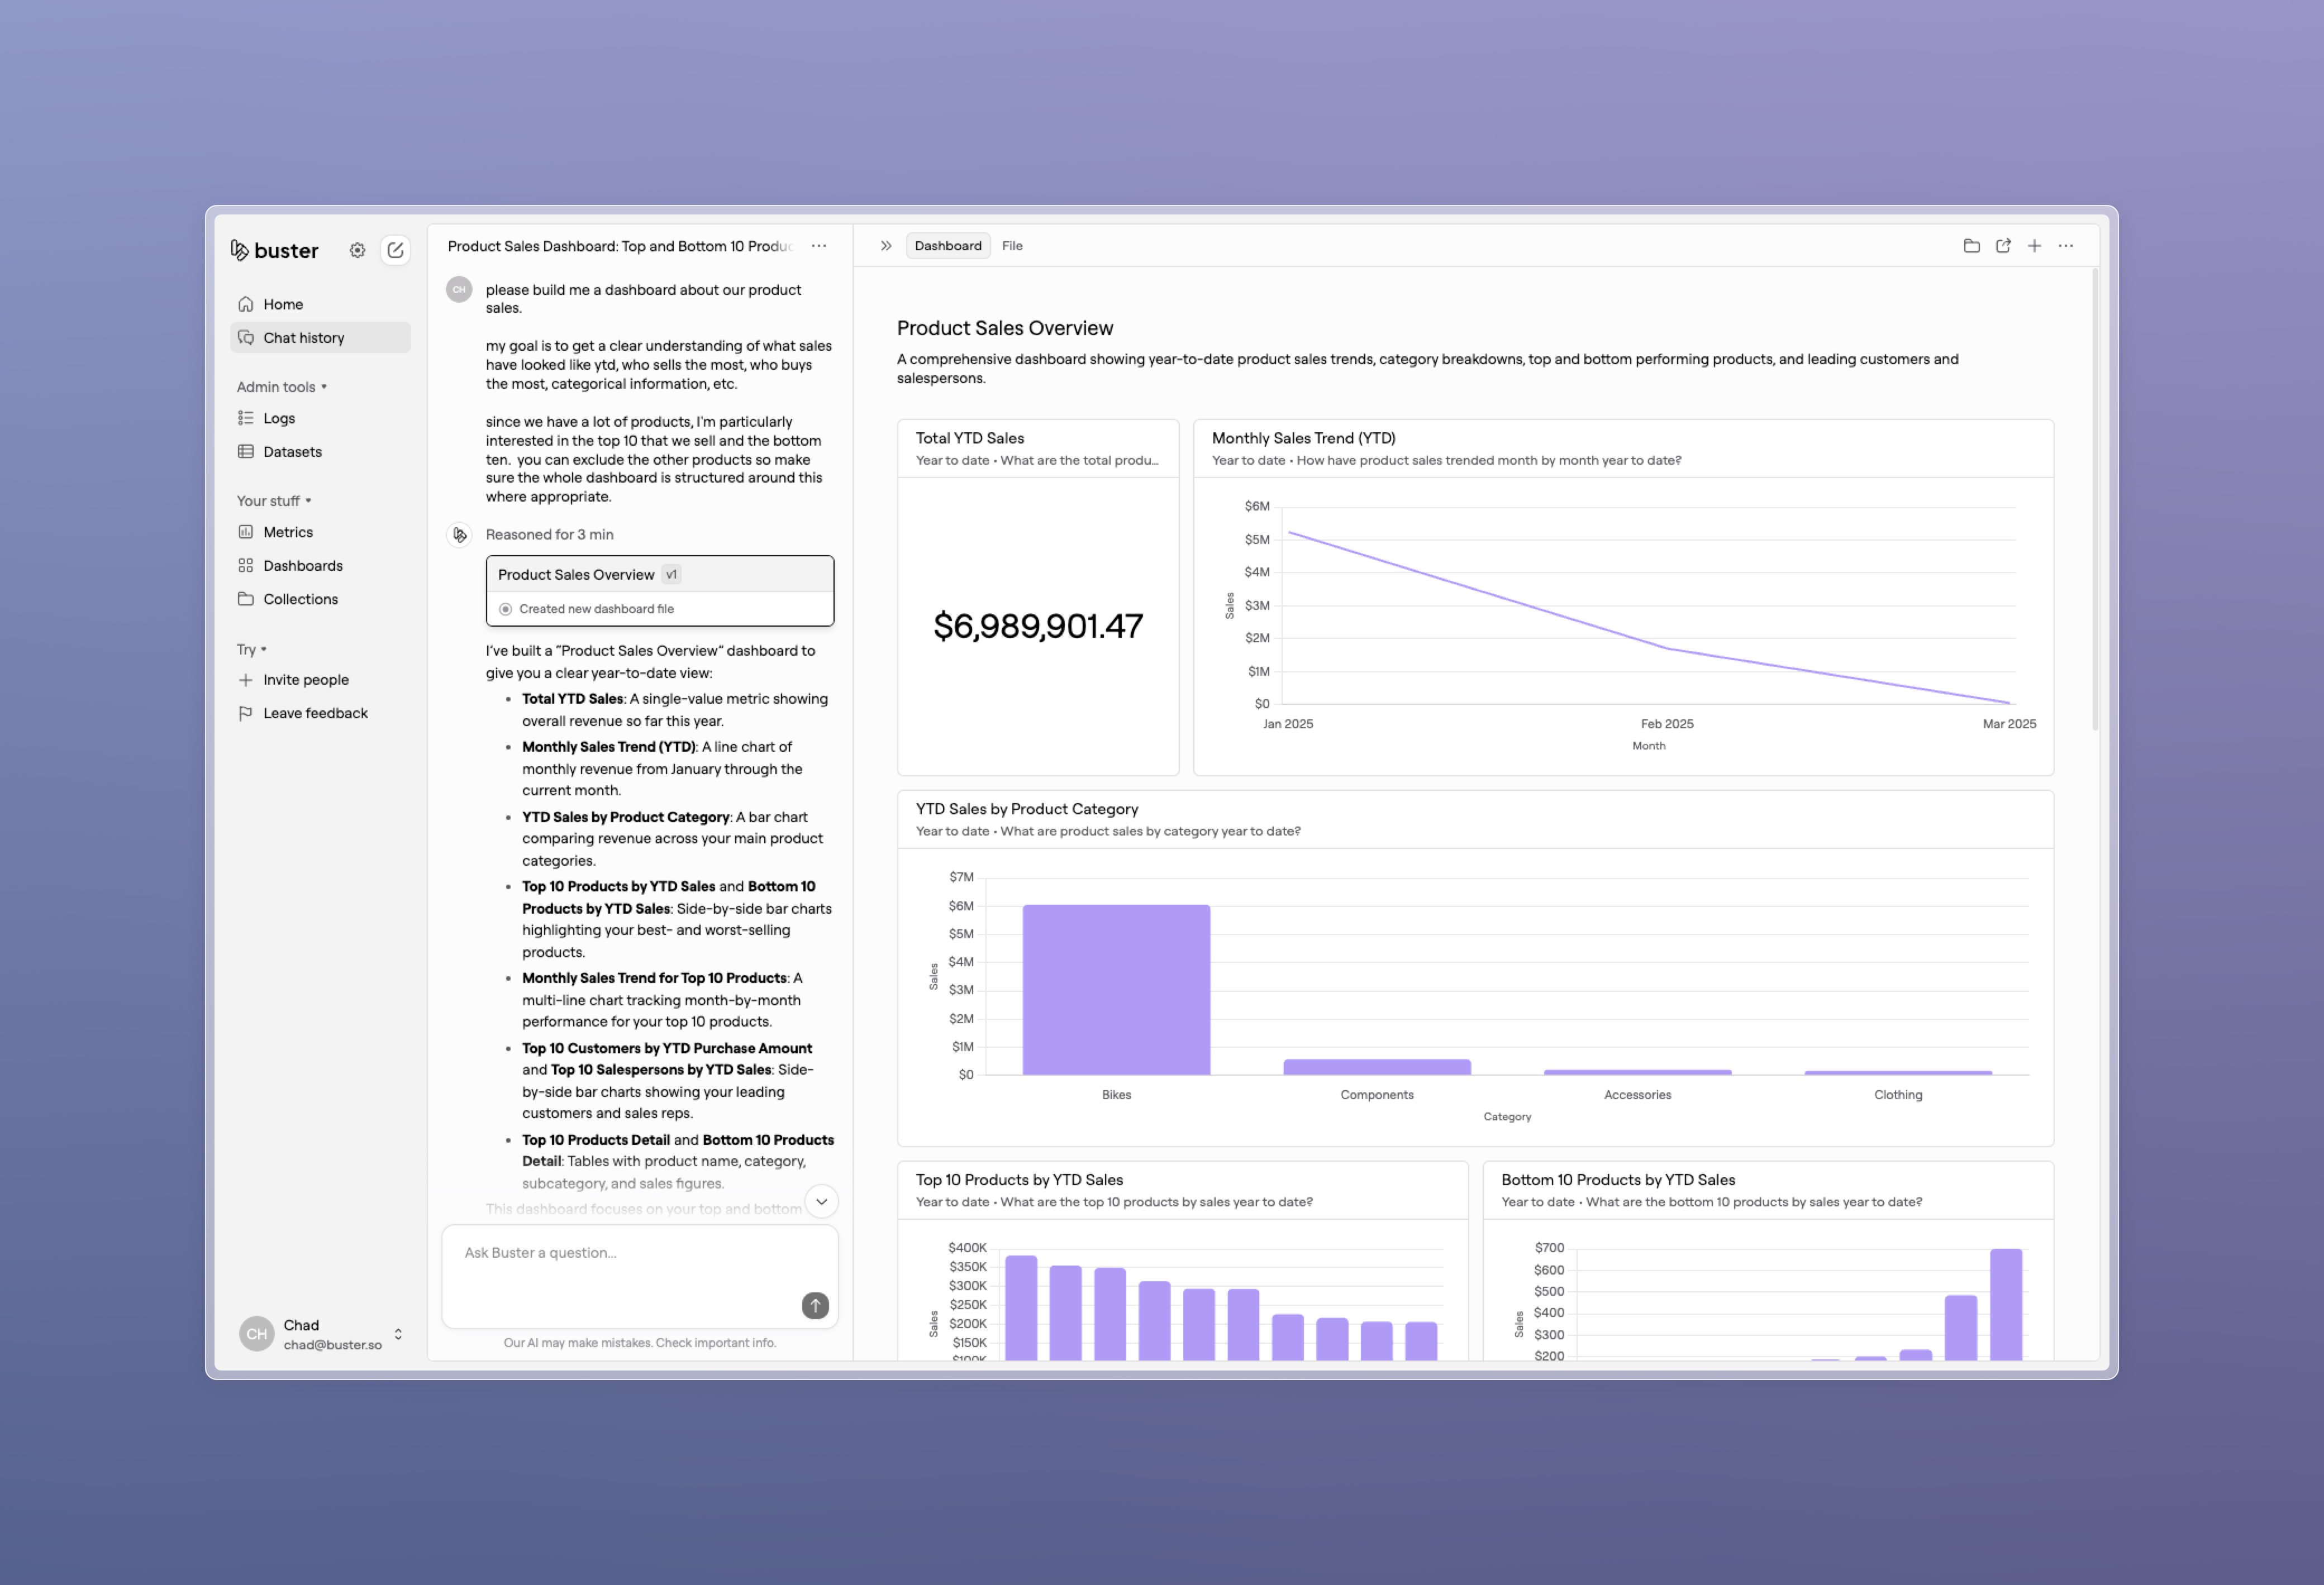 buster
Home
Chat history
Admin tools
Logs
Datasets
Your stuff
Metrics
Dashboards
Collections
Try
Invite people
Leave feedback
CH
Chad
chad@buster.so
Product Sales Dashboard: Top and Bottom 10 Produc
CH
please build me a dashboard about our product
sales.
my goal is to get a clear understanding of what sales
have looked like ytd, who sells the most, who buys
the most, categorical information, etc.
since we have a lot of products, I'm particularly
interested in the top 10 that we sell and the bottom
ten. you can exclude the other products so make
sure the whole dashboard is structured around this
where appropriate.
Reasoned for 3 min
Product Sales Overview v1
Created new dashboard file
I've built a "Product Sales Overview" dashboard to
give you a clear year-to-date view:
• Total YTD Sales: A single-value metric showing
overall revenue so far this year.
• Monthly Sales Trend (YTD): A line chart of
monthly revenue from January through the
current month.
• YTD Sales by Product Category: A bar chart
comparing revenue across your main product
categories.
• Top 10 Products by YTD Sales and Bottom 10
Products by YTD Sales: Side-by-side bar charts
highlighting your best- and worst-selling
products.
• Monthly Sales Trend for Top 10 Products: A
multi-line chart tracking month-by-month
performance for your top 10 products.
• Top 10 Customers by YTD Purchase Amount
and Top 10 Salespersons by YTD Sales: Side-
by-side bar charts showing your leading
customers and sales reps.
• Top 10 Products Detail and Bottom 10 Products
Detail: Tables with product name, category,
subcategory, and sales figures.
This dashboard focuses on your top and bottom
Ask Buster a question...
Our AI may make mistakes. Check important info.
Dashboard File
Product Sales Overview
A comprehensive dashboard showing year-to-date product sales trends, category breakdowns, top and bottom performing products, and leading customers and
salespersons.
Total YTD Sales
Year to date • What are the total produ...
$6,989,901.47
Monthly Sales Trend (YTD)
Year to date • How have product sales trended month by month year to date?
$6M
$5M
$4M
$3M
$2M
$1M
$0
Sales
Jan 2025 Feb 2025 Mar 2025
Month
YTD Sales by Product Category
Year to date • What are product sales by category year to date?
$7M
$6M
$5M
$4M
$3M
$2M
$1M
$0
Sales
Bikes Components Accessories Clothing
Category
Top 10 Products by YTD Sales
Year to date • What are the top 10 products by sales year to date?
$400K
$350K
$300K
$250K
$200K
$150K
$100K
Sales
Bottom 10 Products by YTD Sales
Year to date • What are the bottom 10 products by sales year to date?
$700
$600
$500
$400
$300
$200
Sales